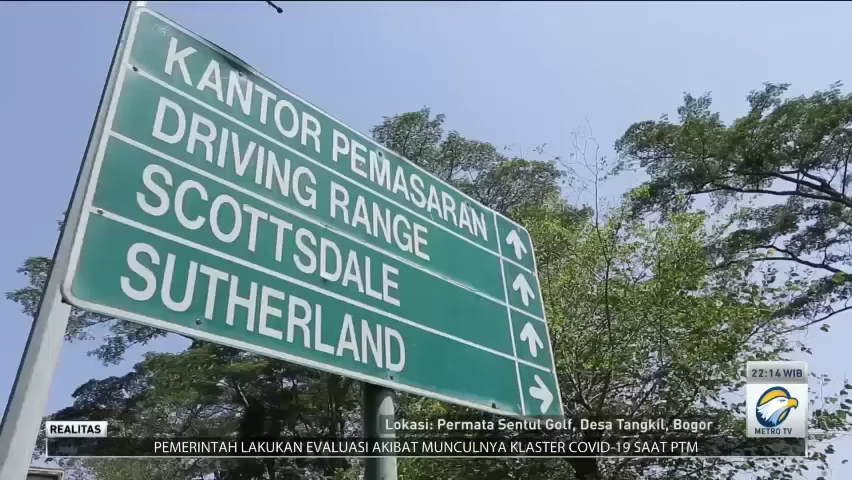 KANTOR PEMASARAN
DRIVING RANGE
SCOTTSDALE
SUTHERLAND
22:14 WIB
METRO TV
Lokasi: Permata Sentul Golf, Desa Tangkil, Bogor
REALITAS
PEMERINTAH LAKUKAN EVALUASI AKIBAT MUNCULNYA KLASTER COVID-19 SAAT PTM